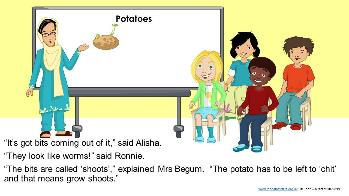 Potatoes
“It’s got bits coming out of it,” said Alisha.
“They look like worms!” said Ronnie.
“The bits are called ‘shoots’,” explained Mrs Begum. “The potato has to be left to ‘chit’
and that means grow shoots.’